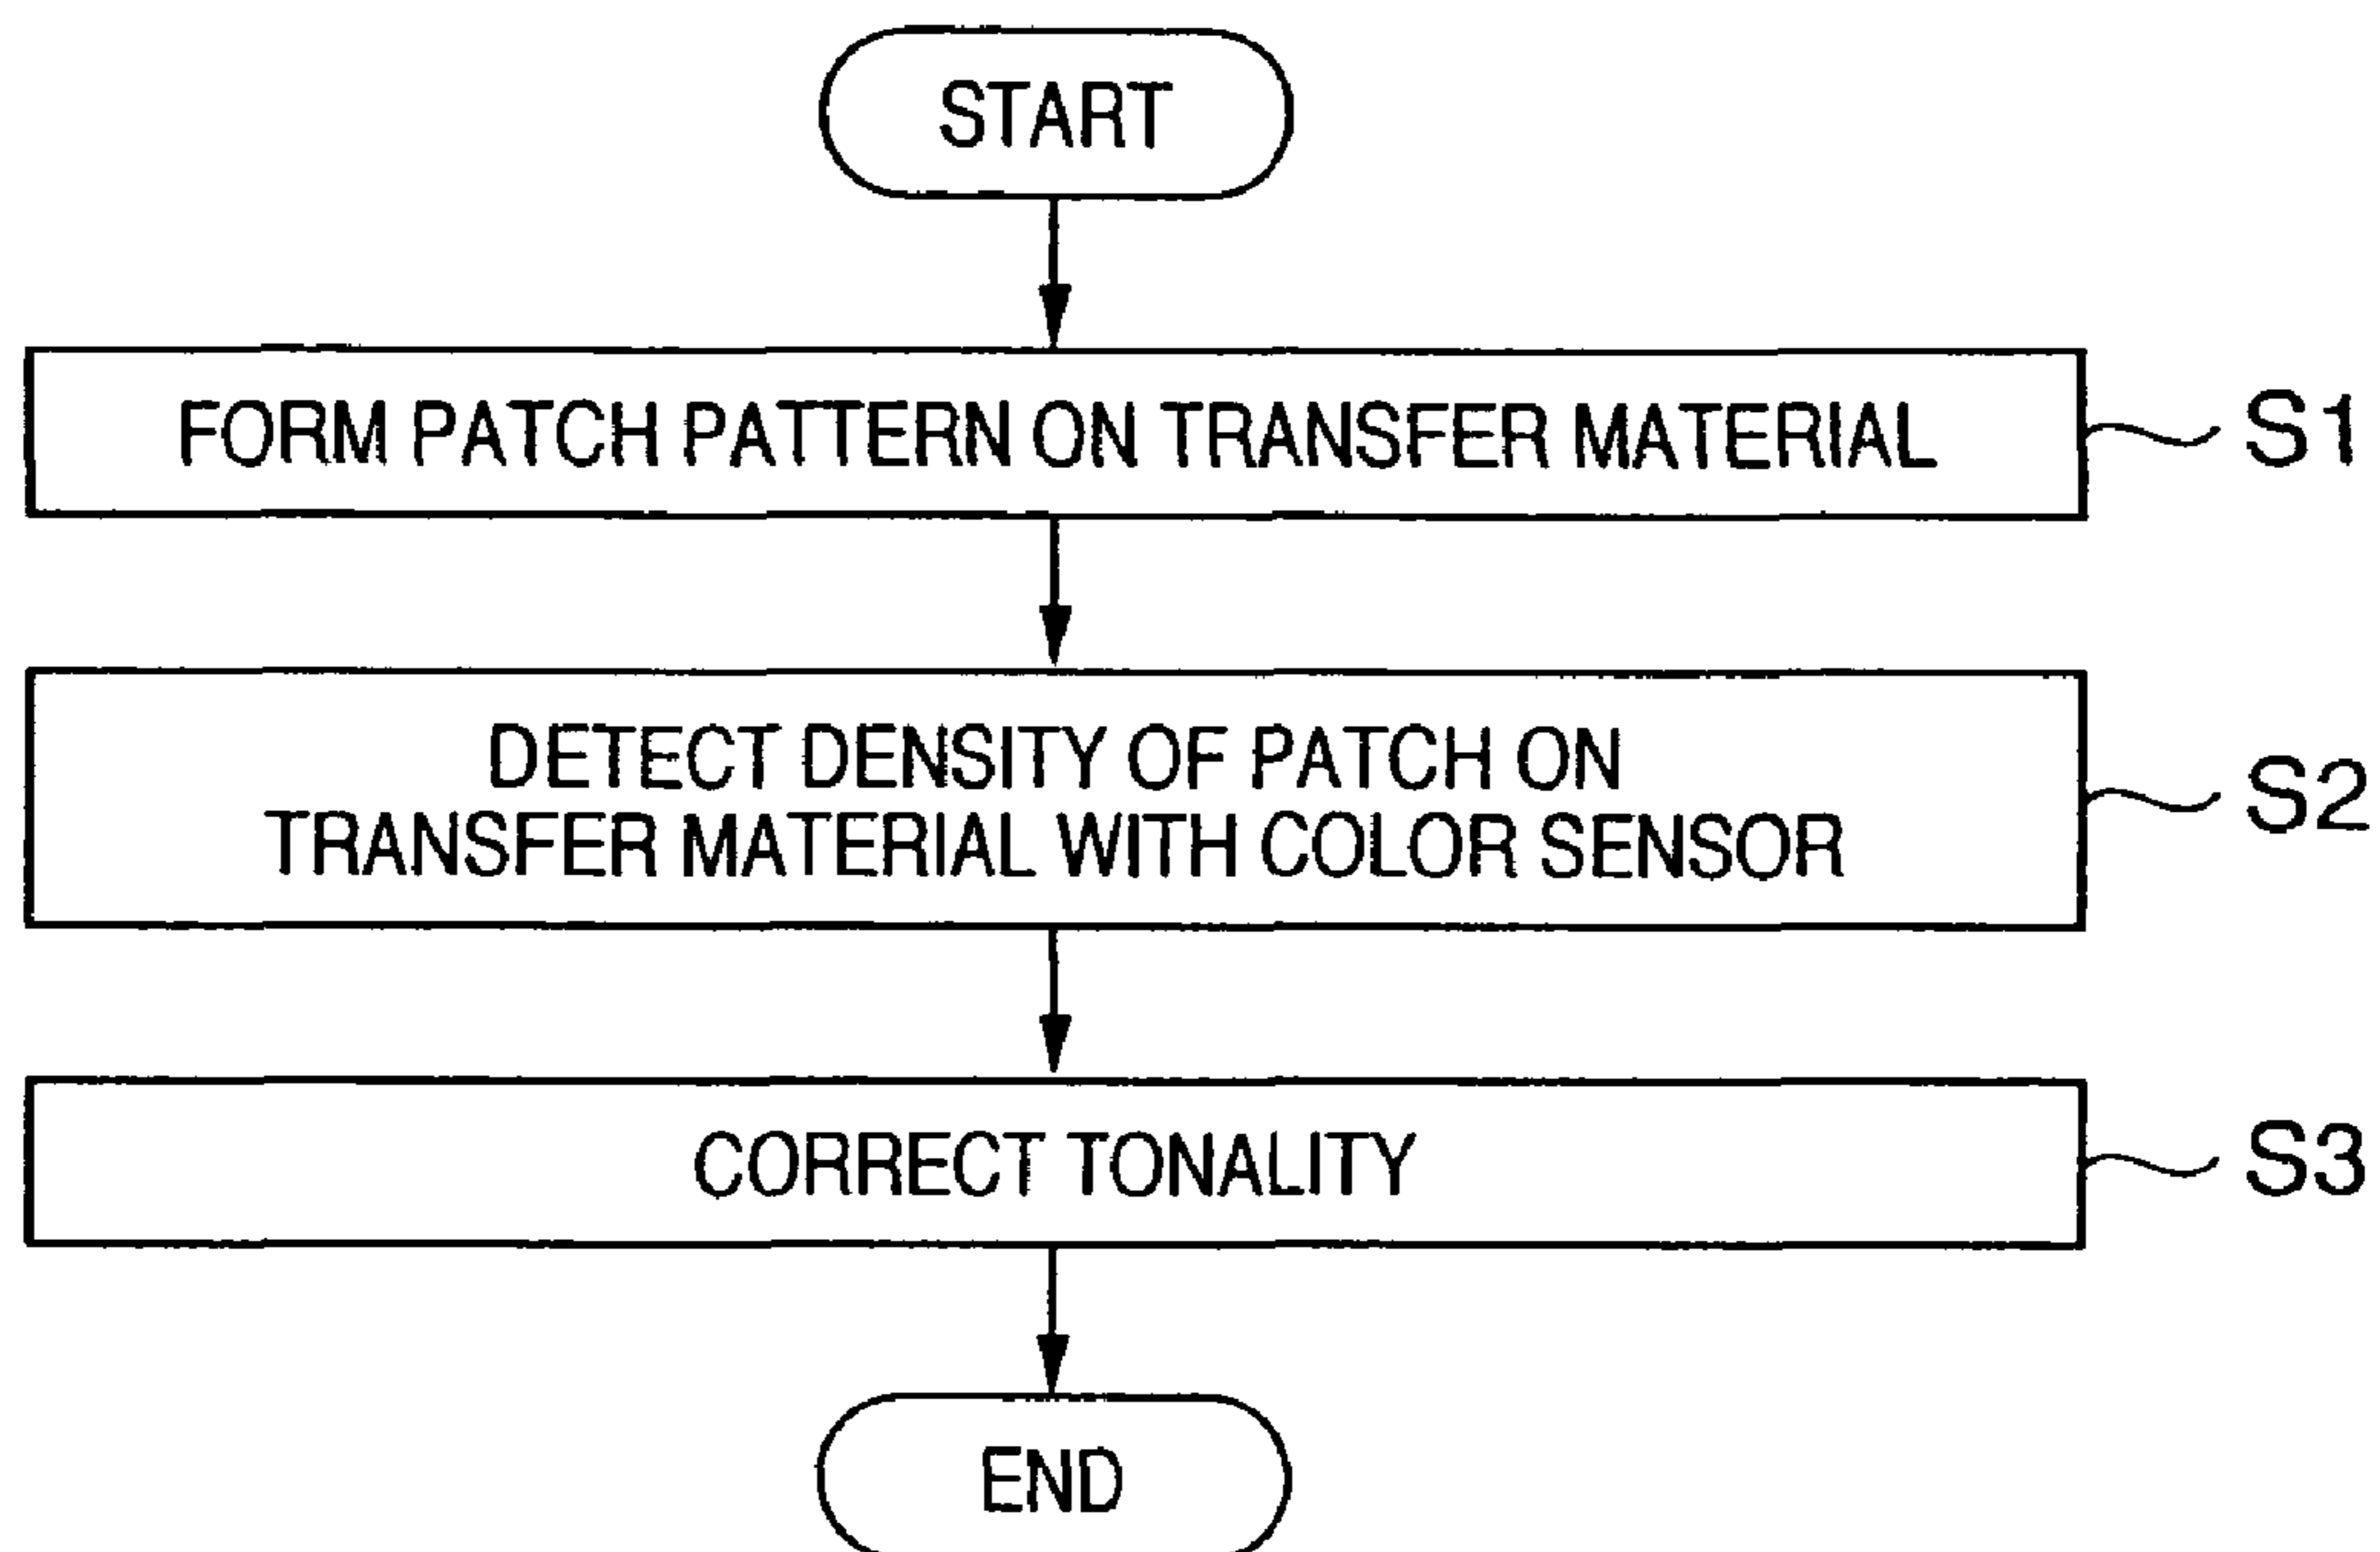 START
FORM PATCH PATTERN ON TRANSFER MATERIAL
S1
DETECT DENSITY OF PATCH ON
TRANSFER MATERIAL WITH COLOR SENSOR
S2
CORRECT TONALITY
S3
END